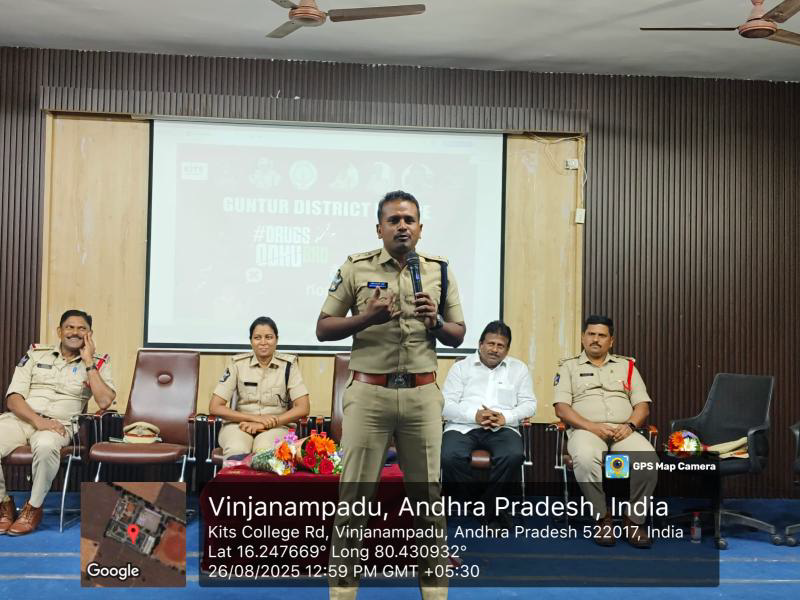 KITS
GUNTUR DISTRICT
#DRUGS
GPS Map Camera
Vinjanampadu, Andhra Pradesh, India
Kits College Rd, Vinjanampadu, Andhra Pradesh 522017, India
Lat 16.247669° Long 80.430932°
26/08/2025 12:59 PM GMT +05:30
Google